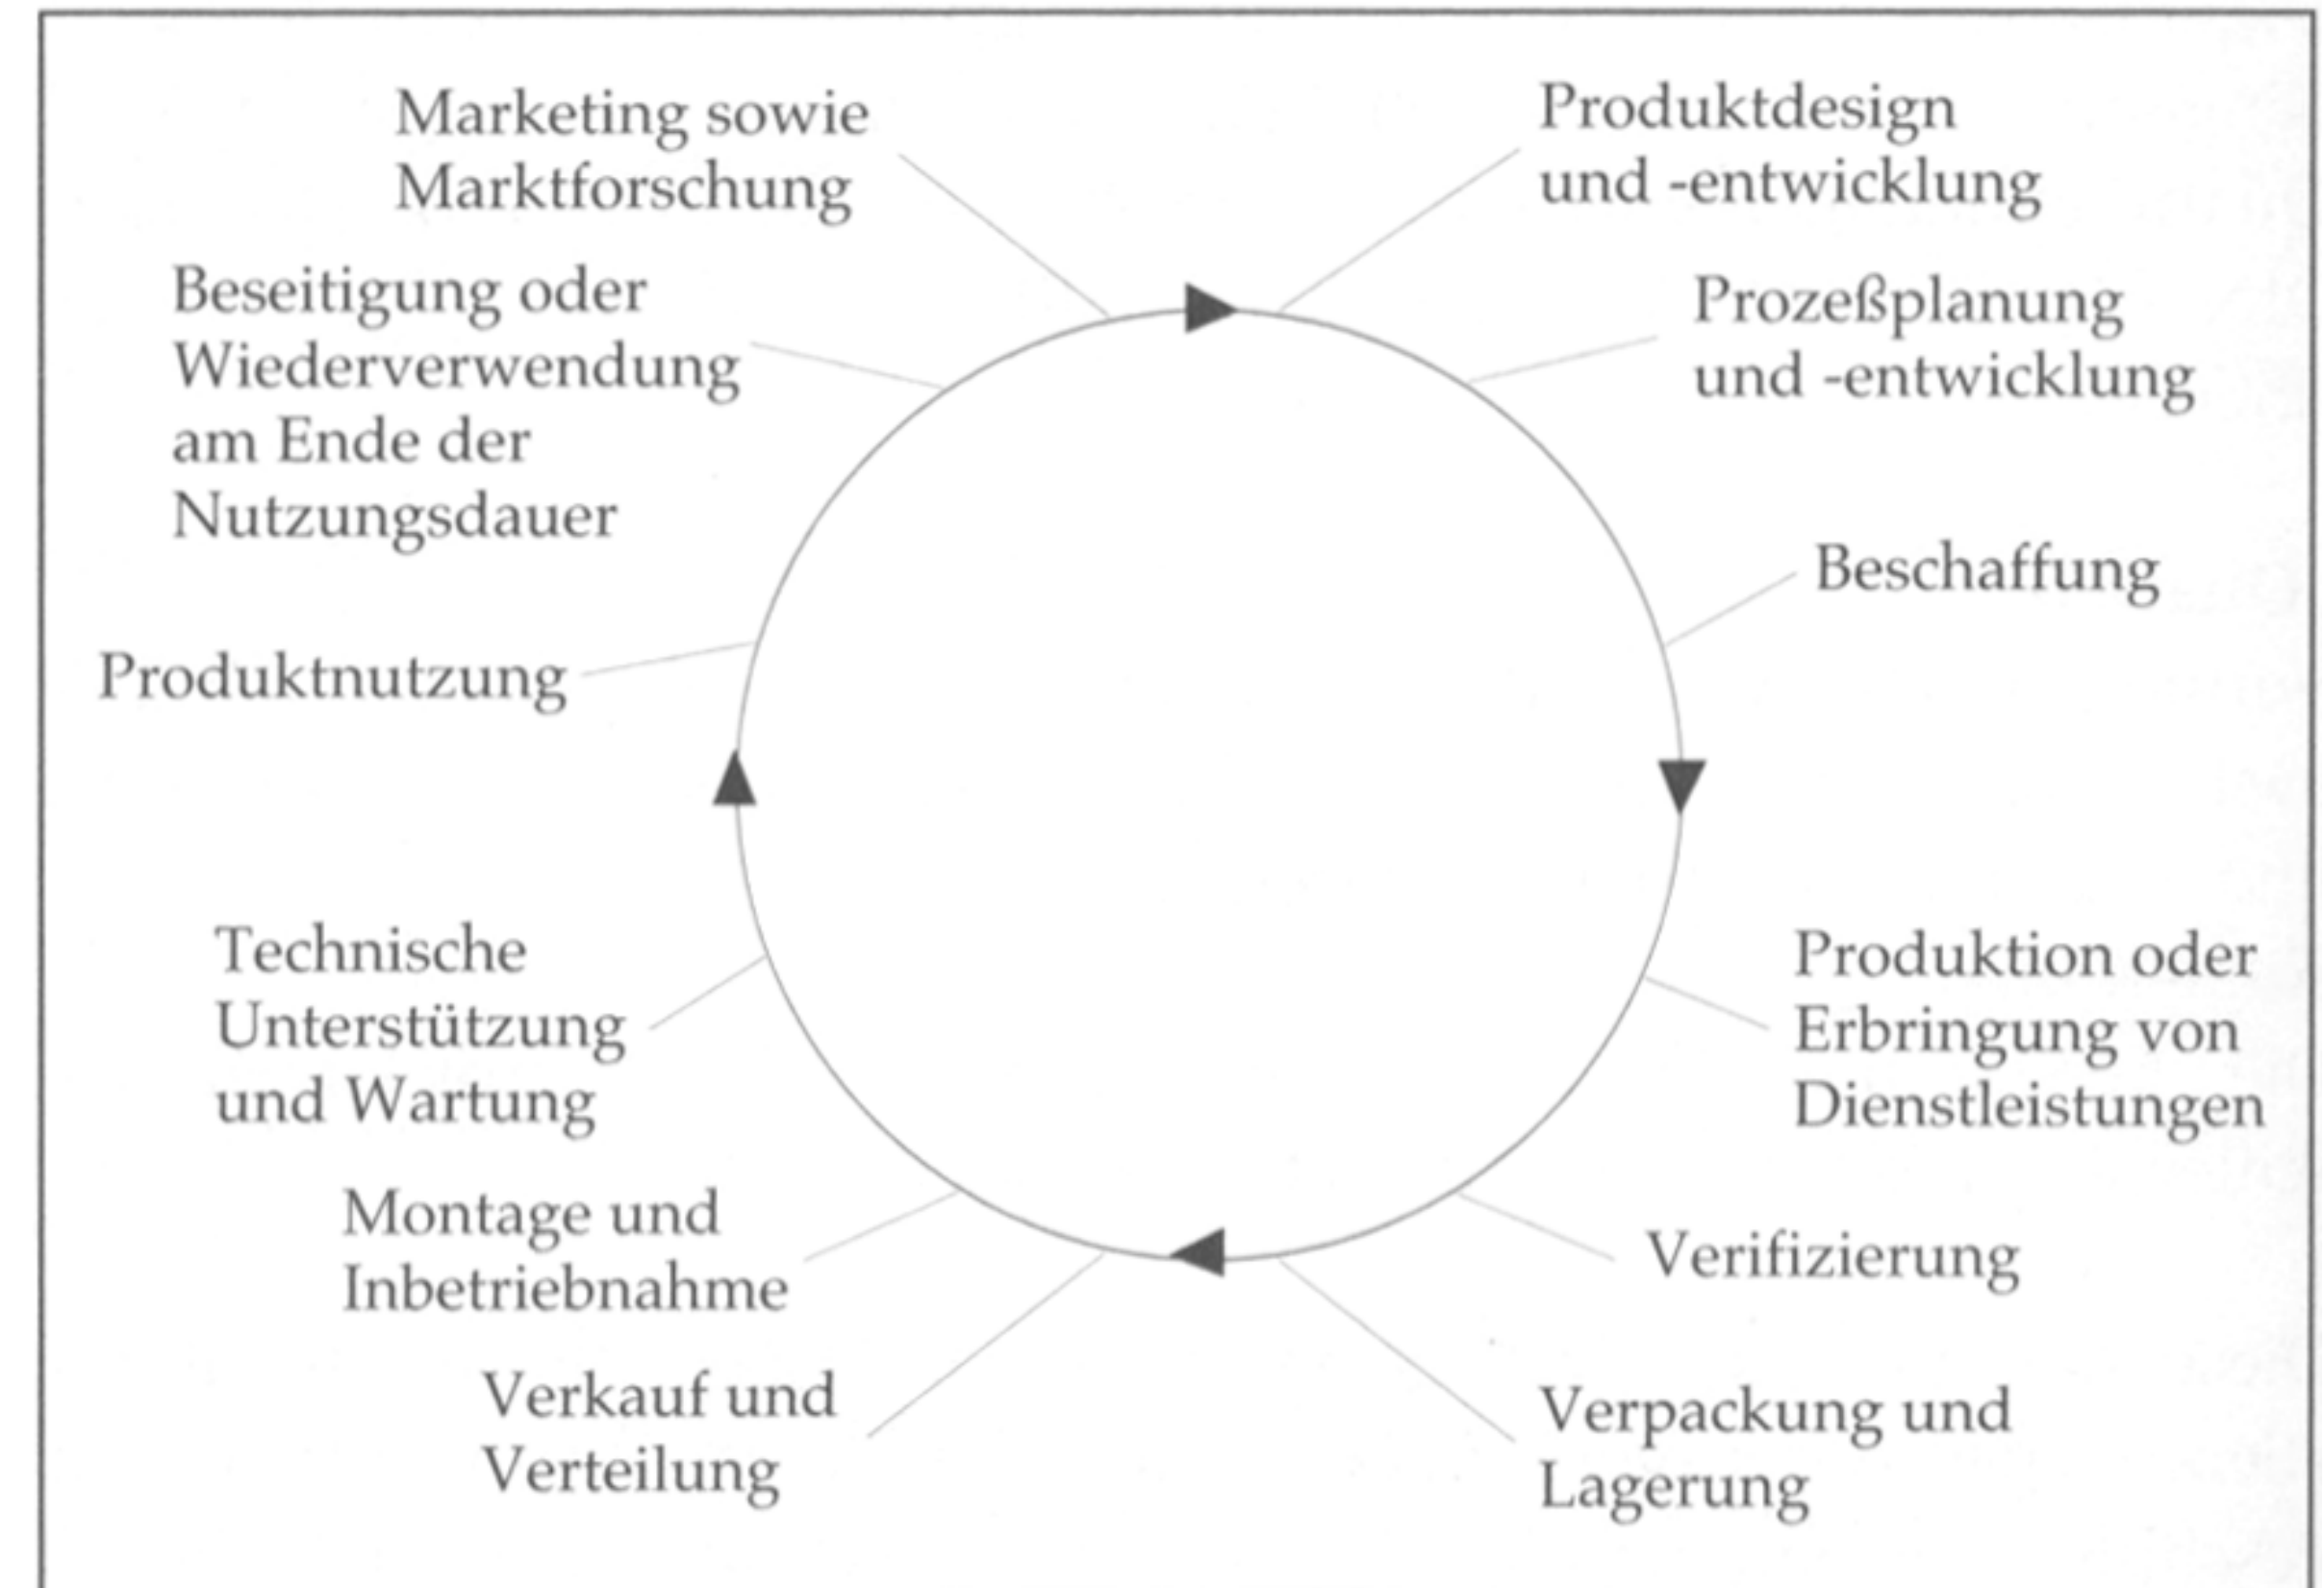 Marketing sowie
Marktforschung
Produktdesign
und -entwicklung
Prozeßplanung
und -entwicklung
Beschaffung
Produktion oder
Erbringung von
Dienstleistungen
Verifizierung
Verpackung und
Lagerung
Verkauf und
Verteilung
Montage und
Inbetriebnahme
Technische
Unterstützung
und Wartung
Produktnutzung
Beseitigung oder
Wiederverwendung
am Ende der
Nutzungsdauer